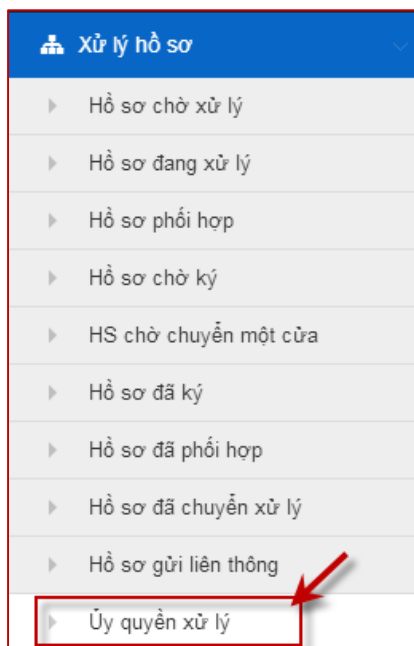 Xử lý hồ sơ
Hồ sơ chờ xử lý
Hồ sơ đang xử lý
Hồ sơ phối hợp
Hồ sơ chờ ký
HS chờ chuyển một cửa
Hồ sơ đã ký
Hồ sơ đã phối hợp
Hồ sơ đã chuyển xử lý
Hồ sơ gửi liên thông
Ủy quyền xử lý